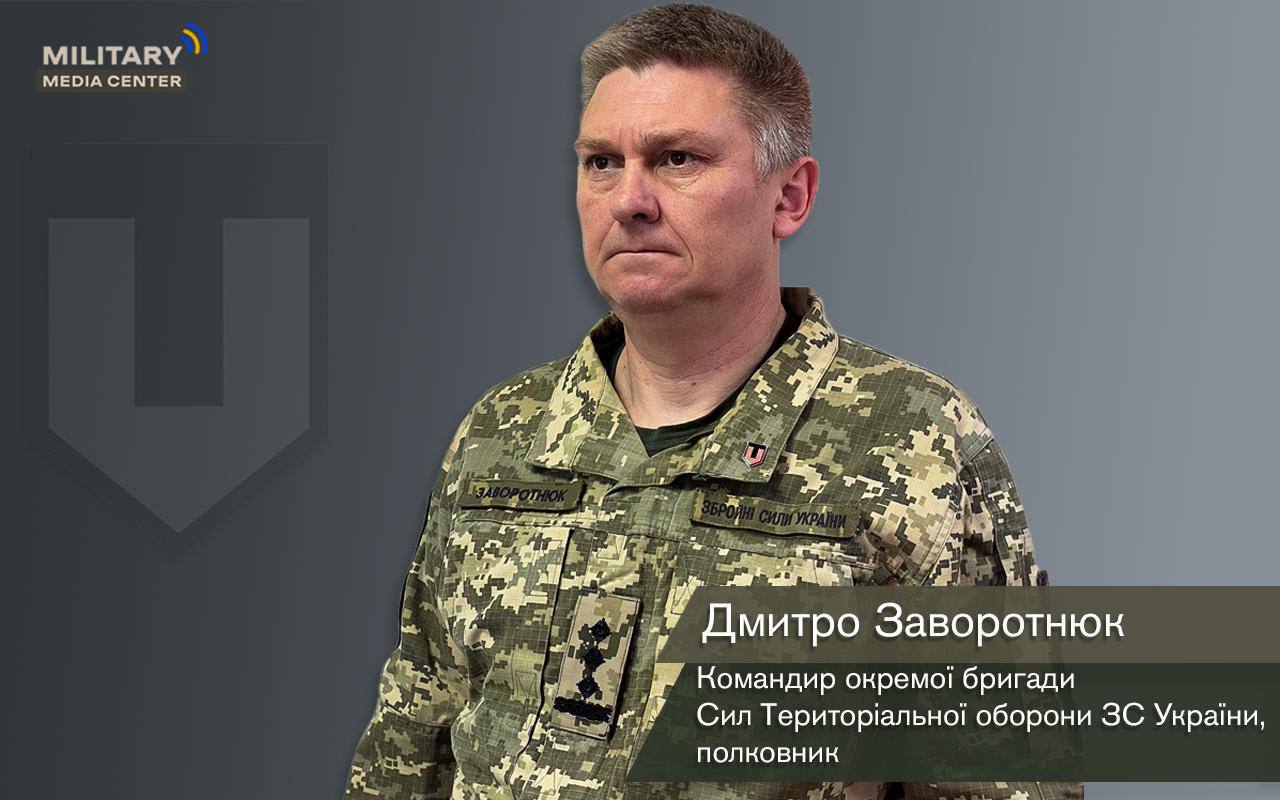 MILITARY
MEDIA CENTER
ЗАВОРОТНЮК
ЗБРОЙНІ СИЛИ УКРАЇНИ
Дмитро Заворотнюк
Командир окремої бригади
Сил Територіальної оборони ЗС України,
полковник